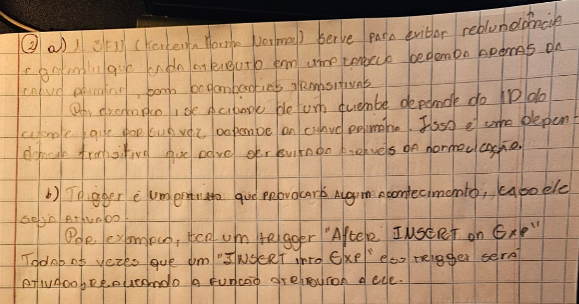 ② a) A 3FN (Terceira Forma Normal) serve para evitar redundância
e garantir que cada atributo em uma tabela dependa apenas da
chave primária, sem dependências transitivas
Por exemplo, se a cidade de um cliente depende do ID do
cliente, que por sua vez depende da chave primária. Isso é uma depen-
dência transitiva que deve ser evitada através da normalização.
b) Trigger é um gatilho que provocará algum acontecimento, caso ele
seja ativado.
Por exemplo, ter um trigger "After INSERT on Exp"
Todas as vezes que um "INSERT into Exp" esse trigger será
ativado executando a função atribuída a ele.